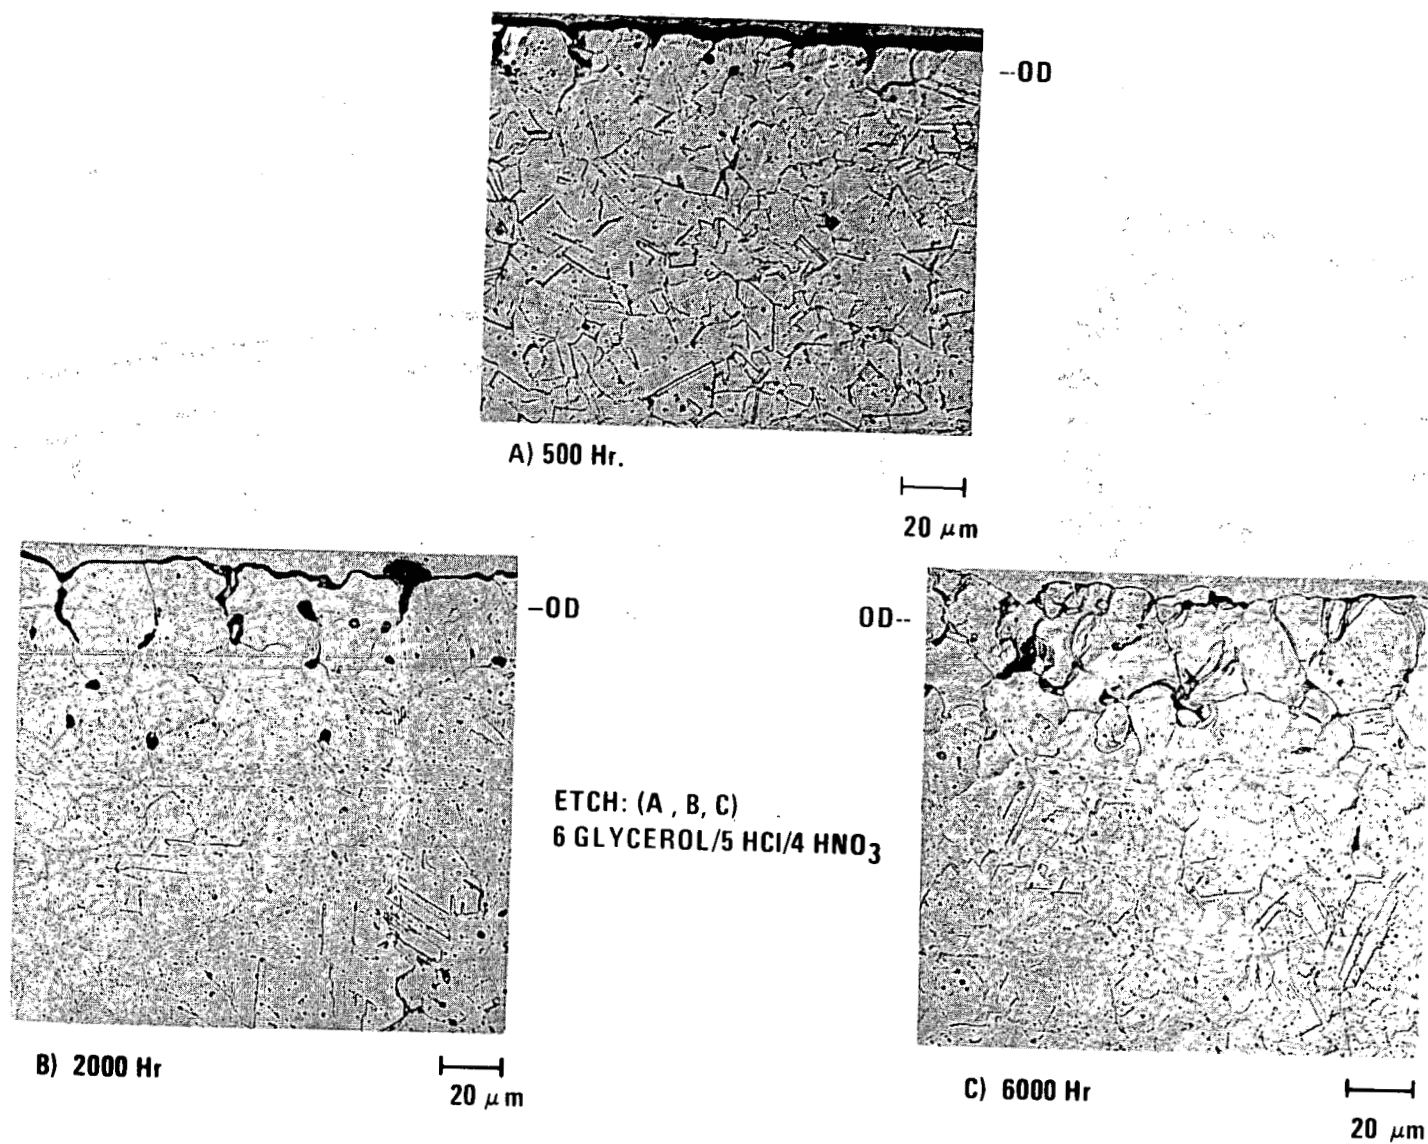 --OD
A) 500 Hr.
20 μm
–OD
OD--
ETCH: (A , B, C)
6 GLYCEROL/5 HCl/4 HNO3
B) 2000 Hr
20 μm
C) 6000 Hr
20 μm